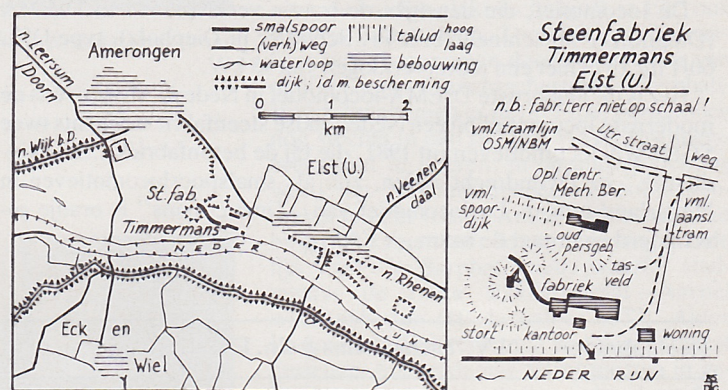 smalspoor
(verh) weg
waterloop
talud hoog
laag
bebouwing
dijk; id. m. bescherming
0 1 2
km
n. Leersum
Doorn
Amerongen
n. Wijk b D.
Elst (U.)
n. Veenen-
daal
St. fab.
Timmermans
NEDER
RIJN
n. Rhenen
Eck en
Wiel
Steenfabriek
Timmermans
ELST (U.)
n.b: fabr. terr. niet op schaal!
vml. tramlijn
OSM/NBM
Utr. straat
weg
Opl. Centr.
Mech. Ber.
vml.
spoor-
dijk
vml.
aansl.
tram
oud
persgeb
tas-
veld
fabriek
stort
kantoor
woning
← NEDER RIJN